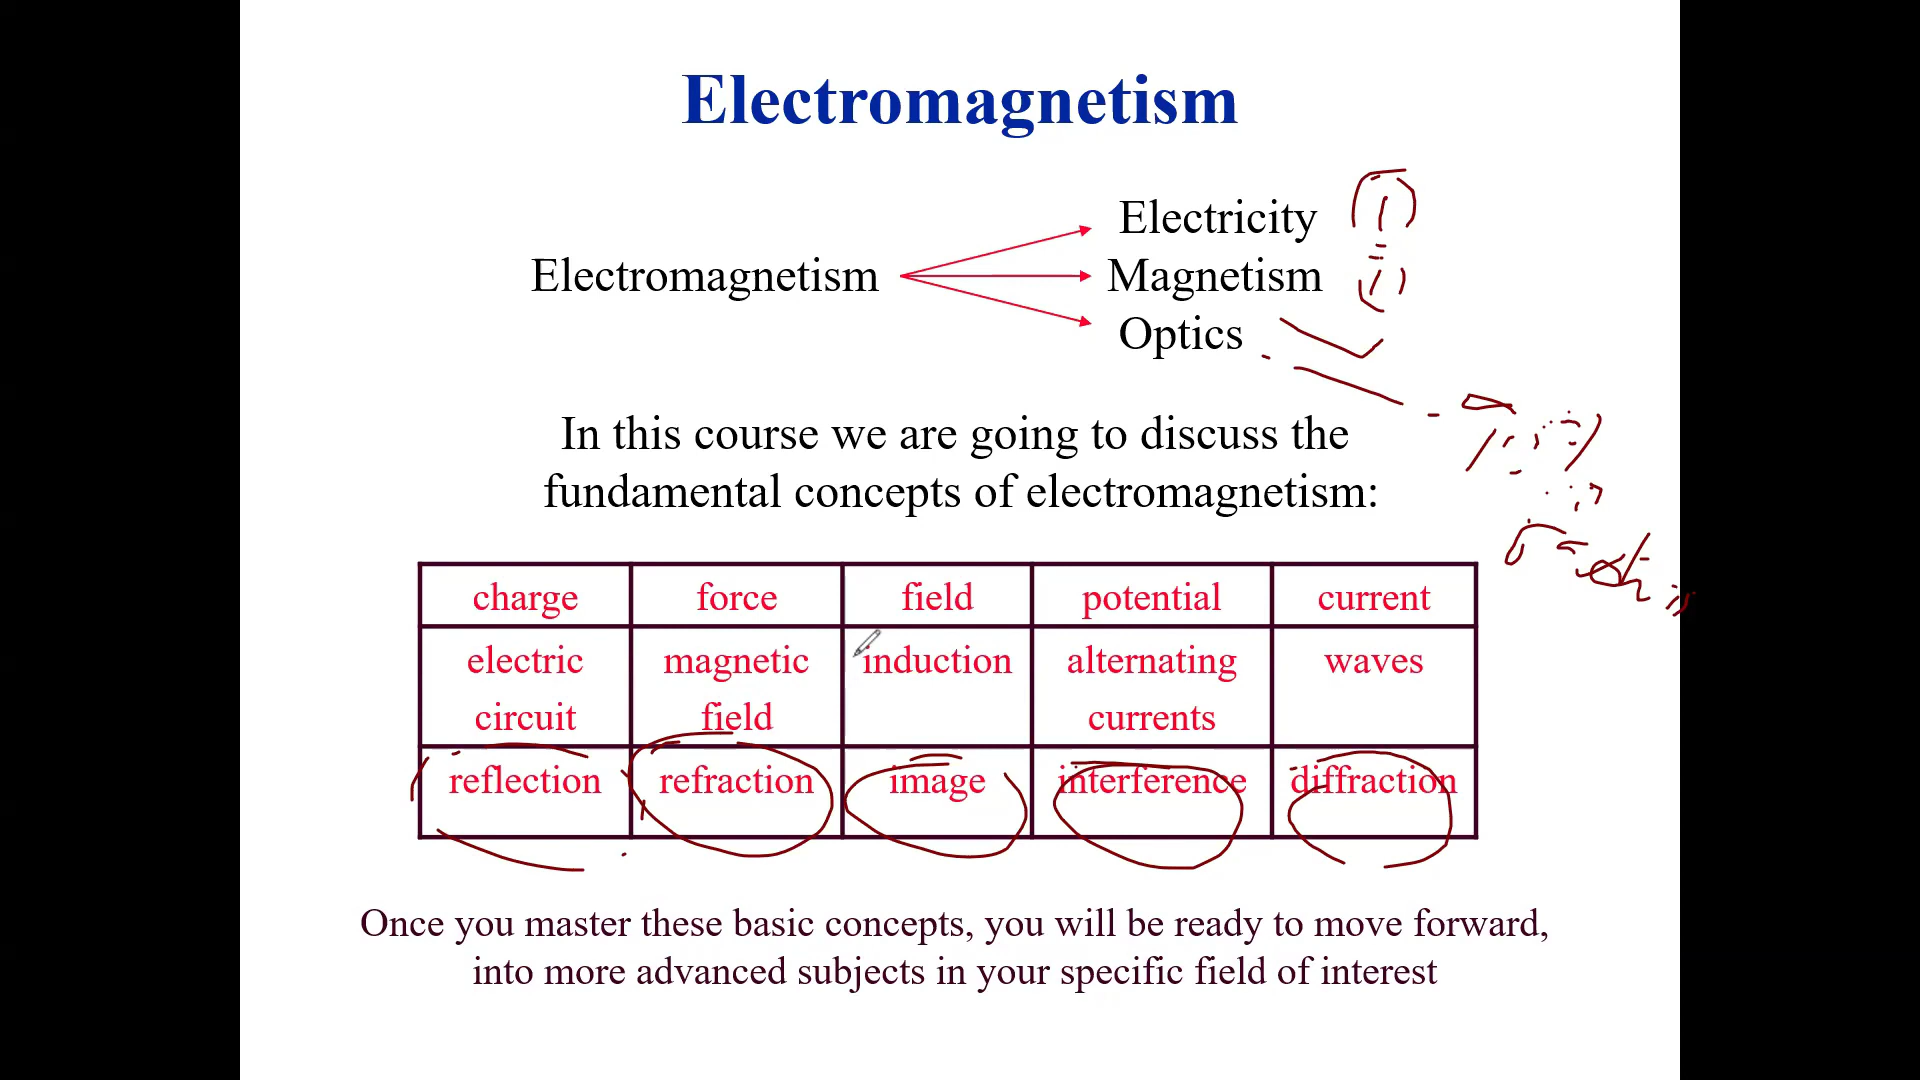 Electromagnetism
Electricity
Electromagnetism Magnetism
Optics
In this course we are going to discuss the
fundamental concepts of electromagnetism:
charge force field potential current
electric magnetic induction alternating waves
circuit field currents
reflection refraction image interference diffraction
Once you master these basic concepts, you will be ready to move forward,
into more advanced subjects in your specific field of interest